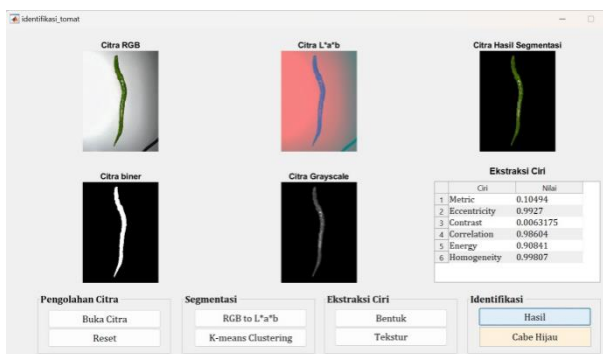 identifikasi_tomat
Citra RGB
Citra L*a*b
Citra Hasil Segmentasi
Citra biner
Citra Grayscale
Ekstraksi Ciri
Ciri Nilai
1 Metric 0.10494
2 Eccentricity 0.9927
3 Contrast 0.0063175
4 Correlation 0.98604
5 Energy 0.90841
6 Homogeneity 0.99807
Pengolahan Citra
Buka Citra
Reset
Segmentasi
RGB to L*a*b
K-means Clustering
Ekstraksi Ciri
Bentuk
Tekstur
Identifikasi
Hasil
Cabe Hijau